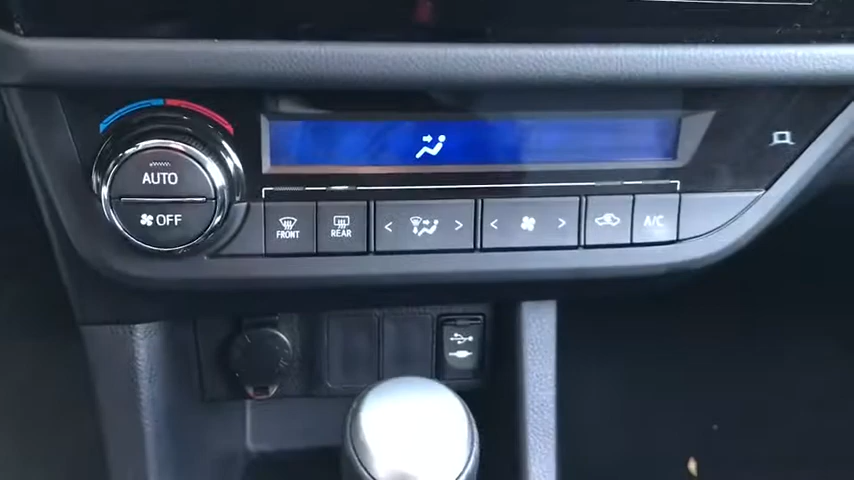 AUTO
OFF
FRONT
REAR
A/C